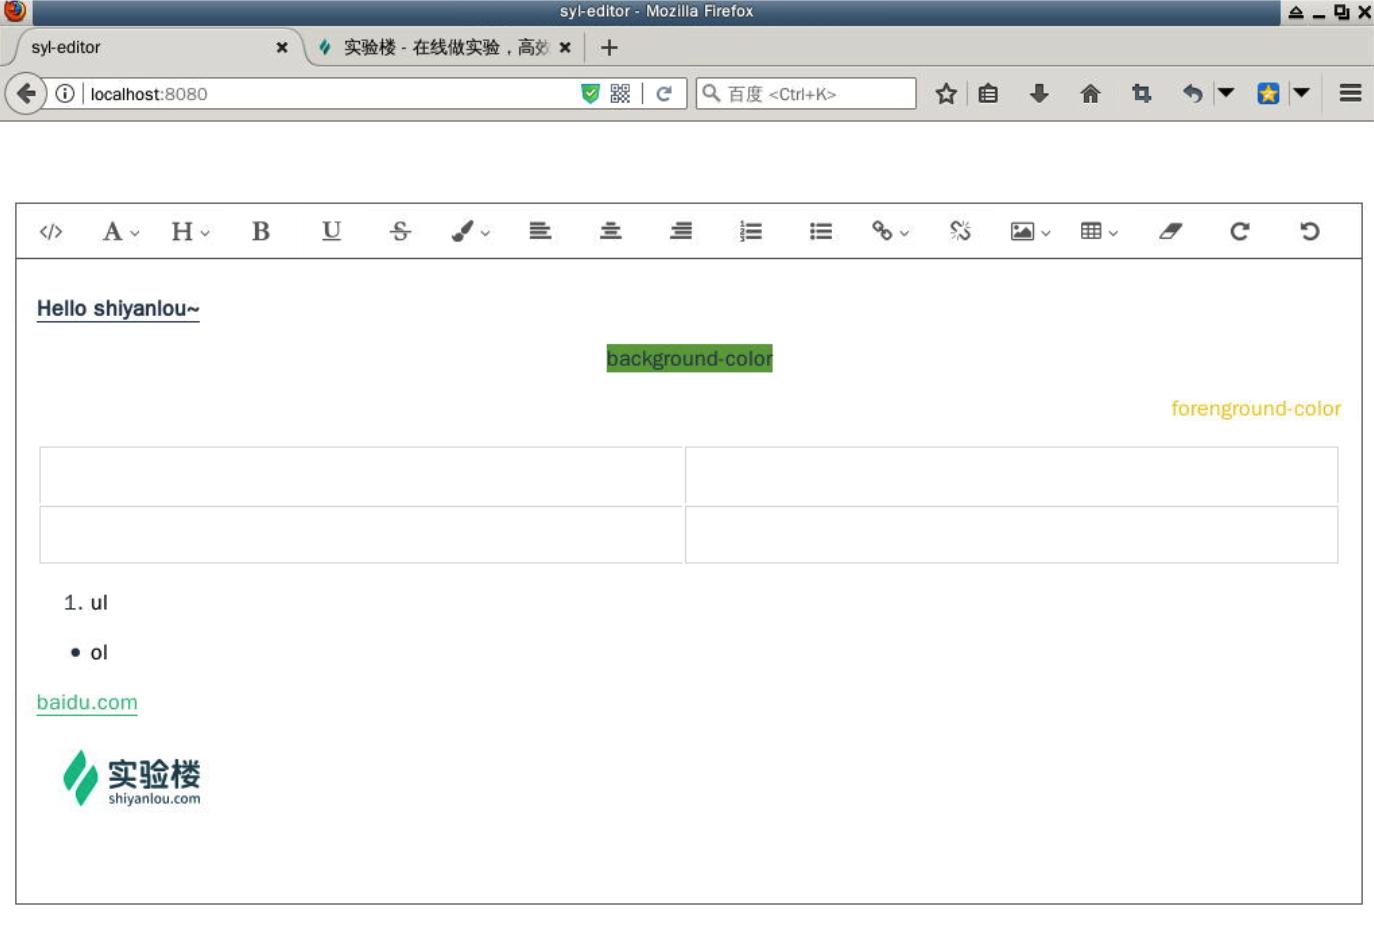 syl-editor - Mozilla Firefox
syl-editor
实验楼 - 在线做实验，高效
localhost:8080
百度 <Ctrl+K>
</> A H B U S
Hello shiyanlou~
background-color
forenground-color
1. ul
• ol
baidu.com
实验楼
shiyanlou.com